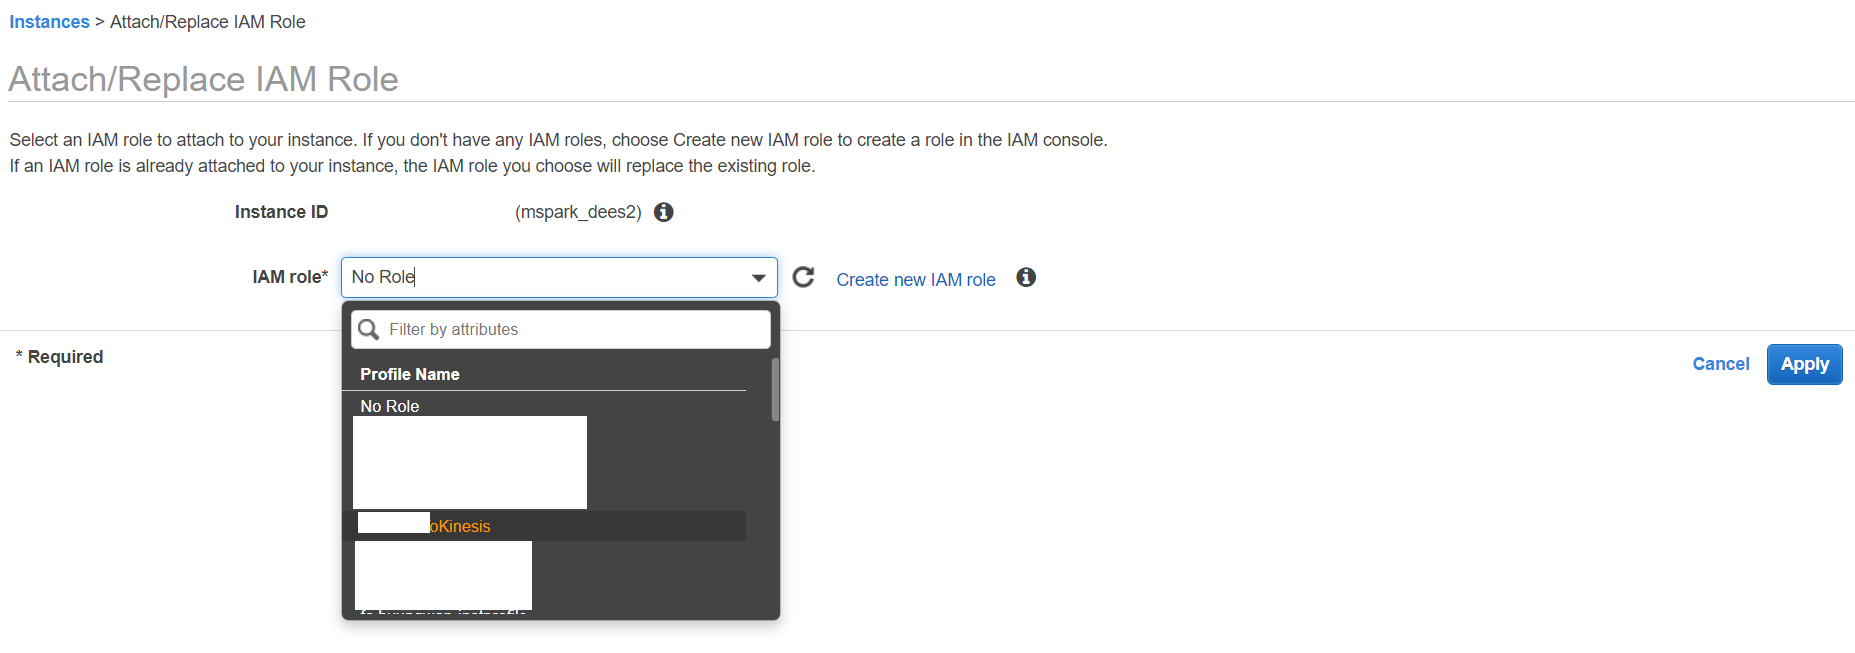 Instances > Attach/Replace IAM Role
Attach/Replace IAM Role
Select an IAM role to attach to your instance. If you don't have any IAM roles, choose Create new IAM role to create a role in the IAM console.
If an IAM role is already attached to your instance, the IAM role you choose will replace the existing role.
Instance ID (mspark_dees2)
IAM role* No Role Create new IAM role
Filter by attributes
Profile Name
No Role
oKinesis
* Required
Cancel Apply